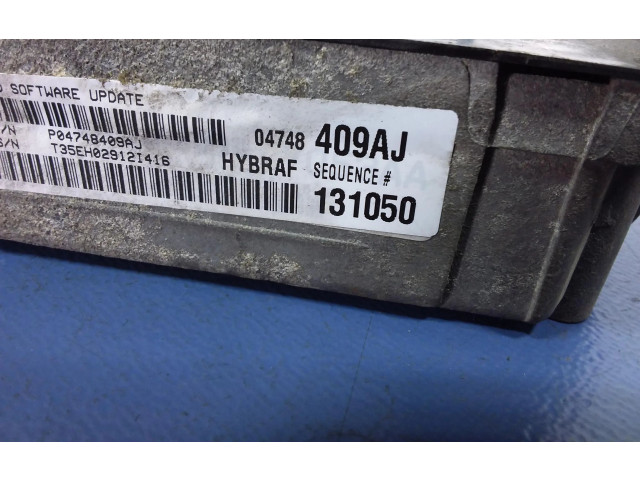 SOFTWARE UPDATE
P04748409AJ
T35EH02912I416
04748 409AJ
HYBRAF SEQUENCE #
131050